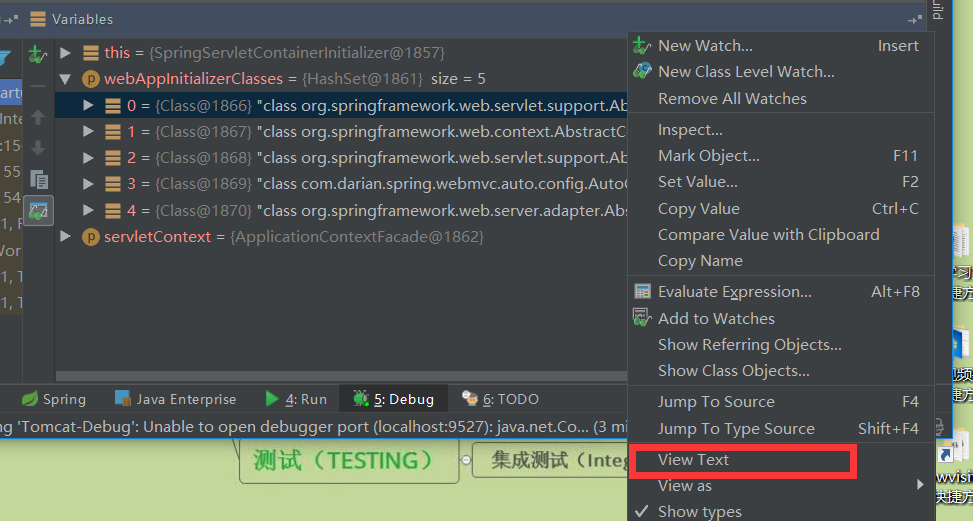 Variables
this = {SpringServletContainerInitializer@1857}
webAppInitializerClasses = {HashSet@1861} size = 5
0 = {Class@1866} "class org.springframework.web.servlet.support.Ab
1 = {Class@1867} "class org.springframework.web.context.AbstractC
2 = {Class@1868} "class org.springframework.web.servlet.support.Ab
3 = {Class@1869} "class com.darian.spring.webmvc.auto.config.AutoC
4 = {Class@1870} "class org.springframework.web.server.adapter.Abs
servletContext = {ApplicationContextFacade@1862}
New Watch... Insert
New Class Level Watch...
Remove All Watches
Inspect...
Mark Object... F11
Set Value... F2
Copy Value Ctrl+C
Compare Value with Clipboard
Copy Name
Evaluate Expression... Alt+F8
Add to Watches
Show Referring Objects...
Show Class Objects...
Jump To Source F4
Jump To Type Source Shift+F4
View Text
View as
Show types
Spring Java Enterprise 4: Run 5: Debug 6: TODO
ng 'Tomcat-Debug': Unable to open debugger port (localhost:9527): java.net.Co... (3 mi
测试（TESTING） 集成测试（Integ